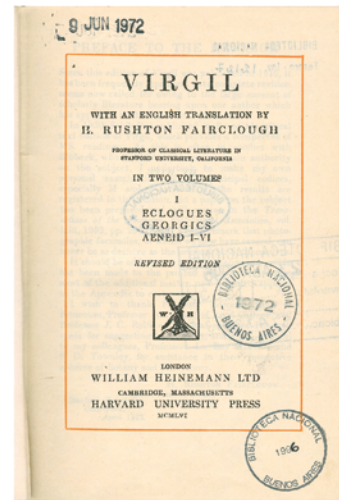 9 JUN 1972
VIRGIL
WITH AN ENGLISH TRANSLATION BY
H. RUSHTON FAIRCLOUGH
PROFESSOR OF CLASSICAL LITERATURE IN
STANFORD UNIVERSITY, CALIFORNIA
IN TWO VOLUMES
I
ECLOGUES
GEORGICS
AENEID I–VI
REVISED EDITION
BIBLIOTECA NACIONAL
1972
BUENOS AIRES
W H
LONDON
WILLIAM HEINEMANN LTD
CAMBRIDGE, MASSACHUSETTS
HARVARD UNIVERSITY PRESS
MCMLVI
BIBLIOTECA NACIONAL
1996
BUENOS AIRES